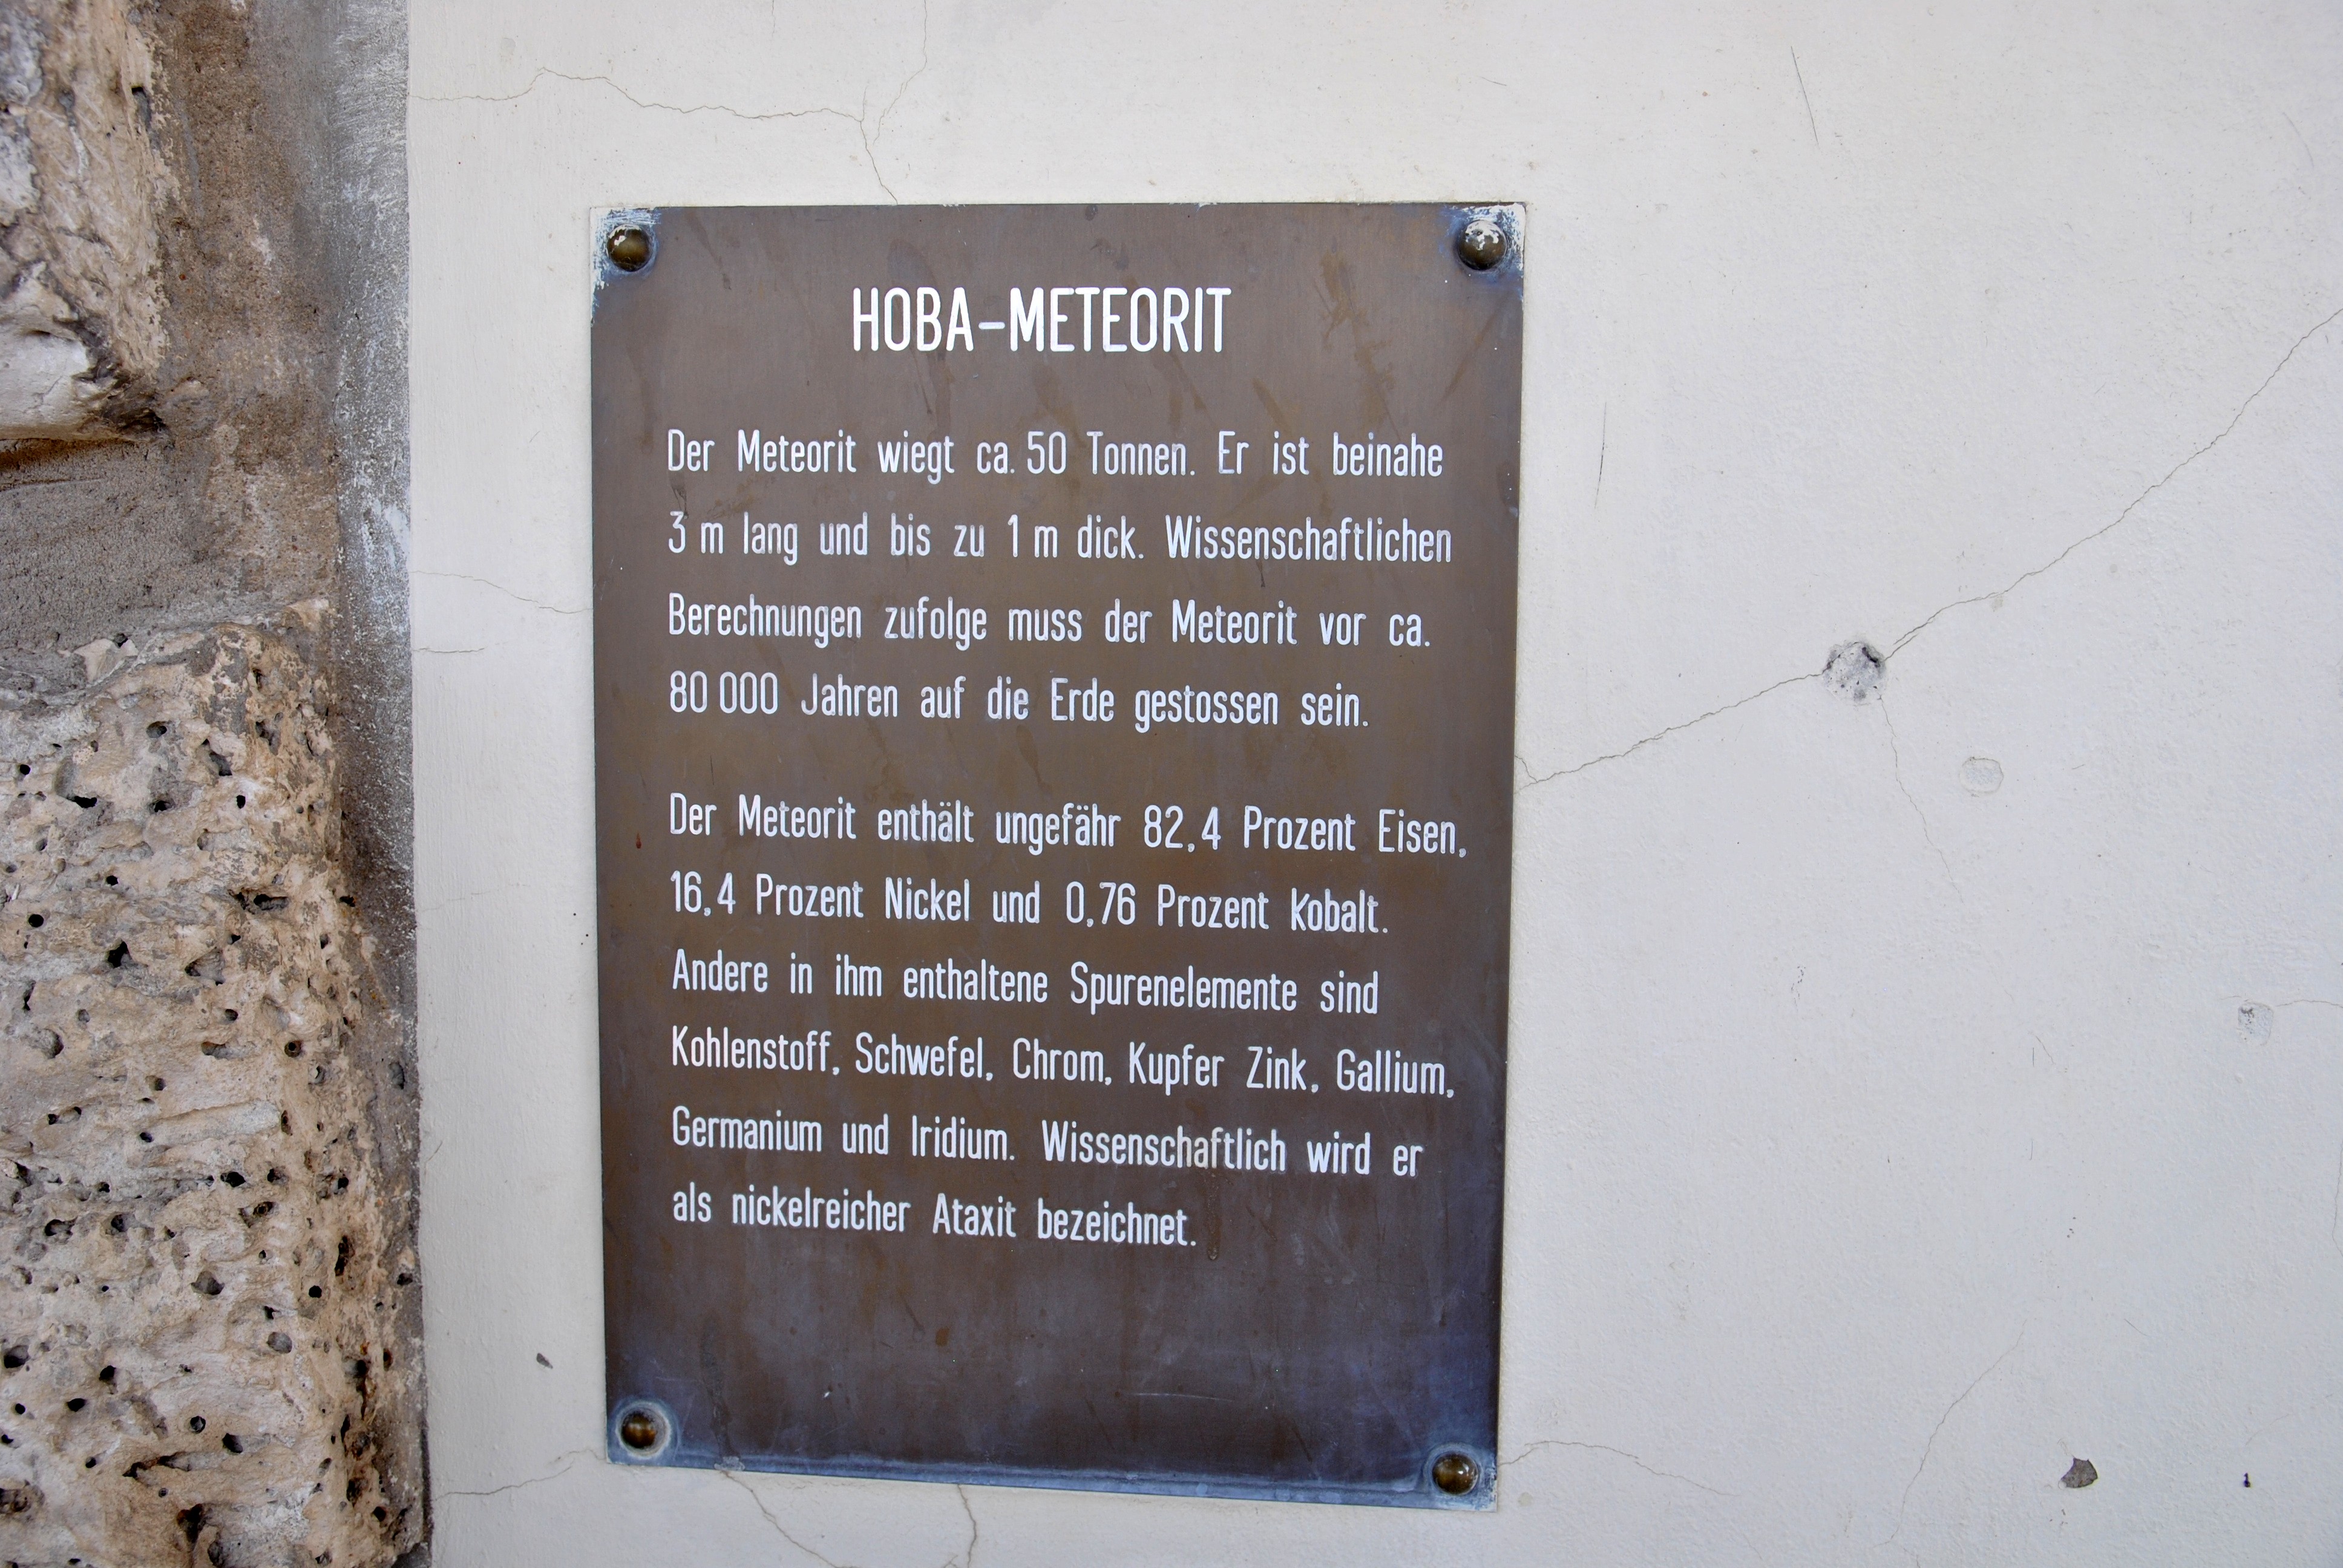 HOBA-METEORIT
Der Meteorit wiegt ca. 50 Tonnen. Er ist beinahe
3 m lang und bis zu 1 m dick. Wissenschaftlichen
Berechnungen zufolge muss der Meteorit vor ca.
80 000 Jahren auf die Erde gestossen sein.
Der Meteorit enthält ungefähr 82,4 Prozent Eisen,
16,4 Prozent Nickel und 0,76 Prozent Kobalt.
Andere in ihm enthaltene Spurenelemente sind
Kohlenstoff, Schwefel, Chrom, Kupfer Zink, Gallium,
Germanium und Iridium. Wissenschaftlich wird er
als nickelreicher Ataxit bezeichnet.